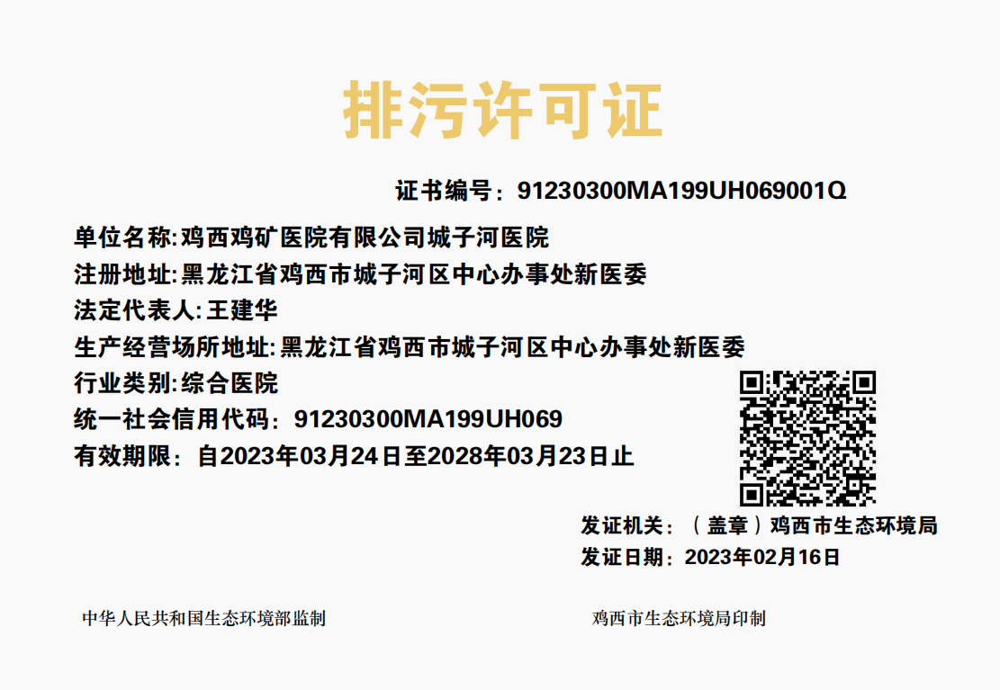 排污许可证
证书编号：91230300MA199UH069001Q
单位名称:鸡西鸡矿医院有限公司城子河医院
注册地址:黑龙江省鸡西市城子河区中心办事处新医委
法定代表人:王建华
生产经营场所地址:黑龙江省鸡西市城子河区中心办事处新医委
行业类别:综合医院
统一社会信用代码：91230300MA199UH069
有效期限：自2023年03月24日至2028年03月23日止
发证机关：（盖章）鸡西市生态环境局
发证日期：2023年02月16日
中华人民共和国生态环境部监制
鸡西市生态环境局印制